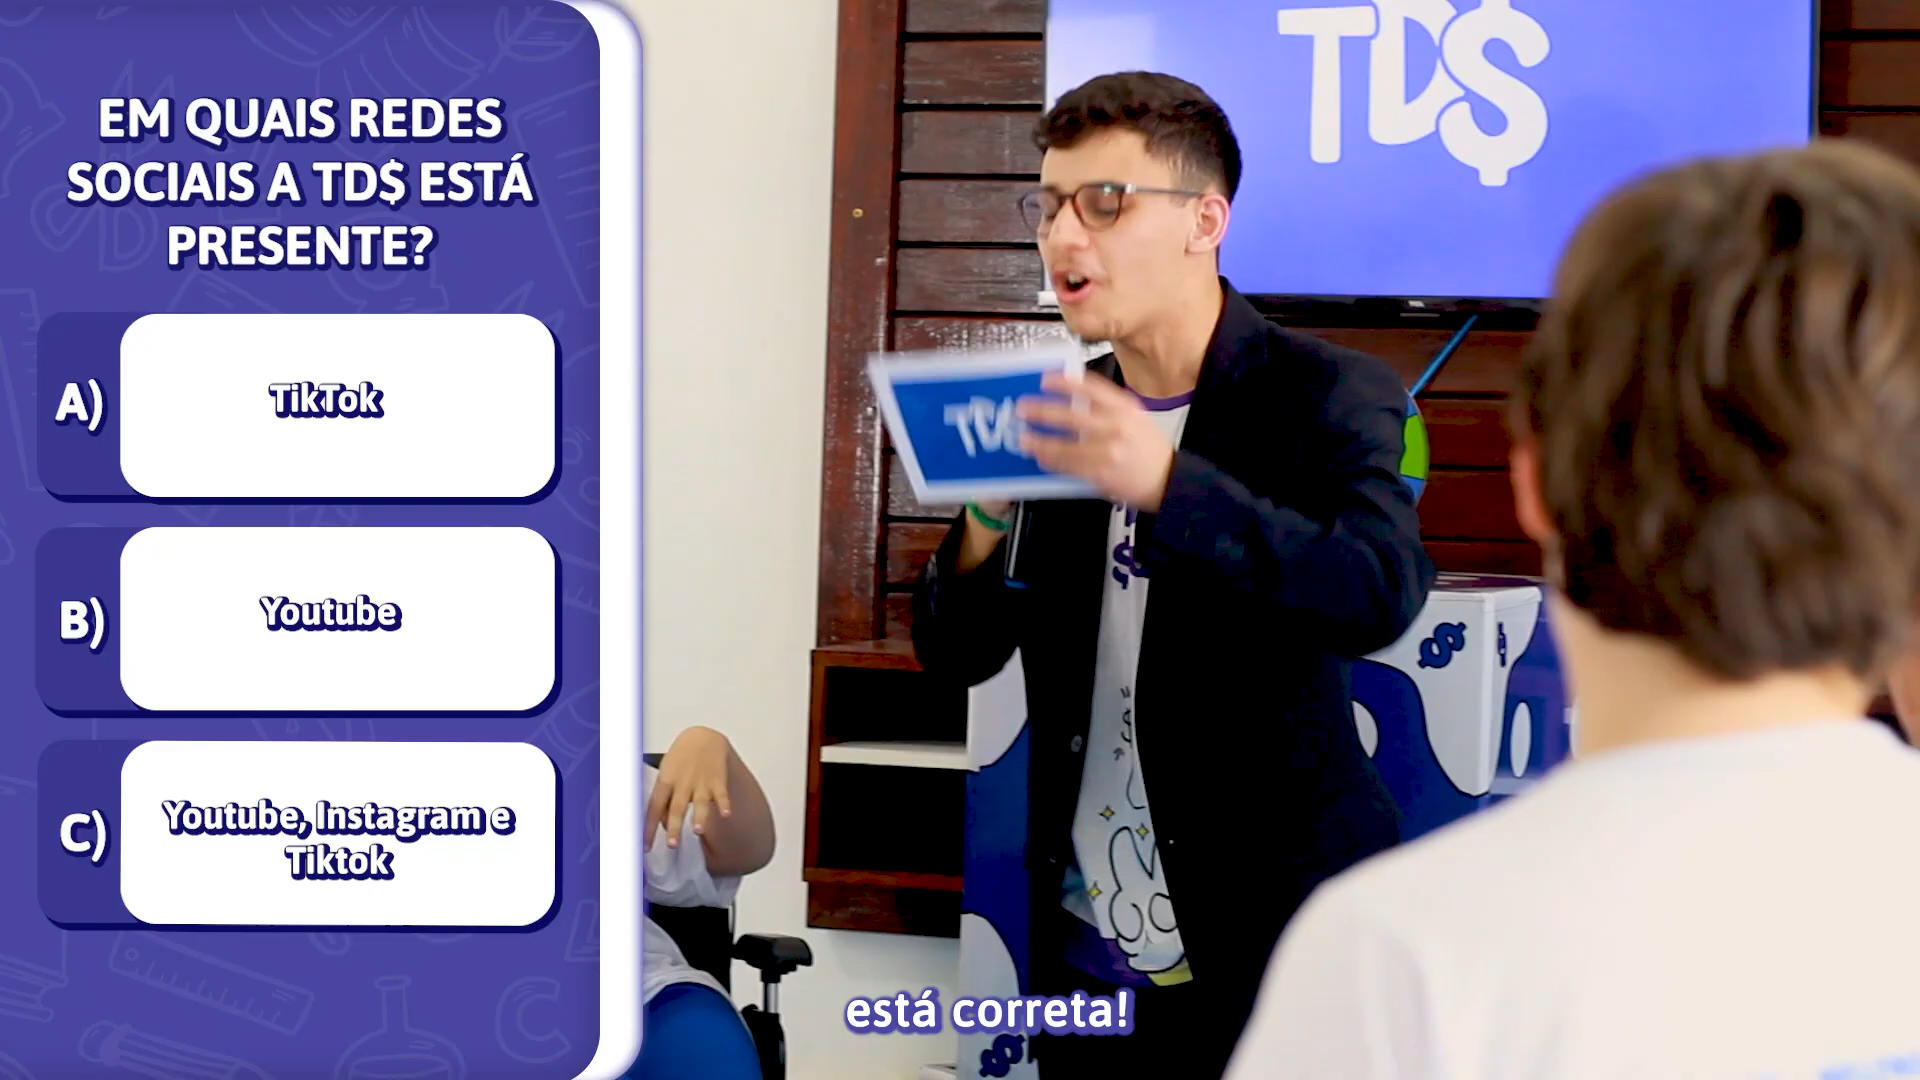 EM QUAIS REDES
SOCIAIS A TD$ ESTÁ
PRESENTE?
A)
TikTok
B)
Youtube
C)
Youtube, Instagram e
Tiktok
TD$
TD$
está correta!